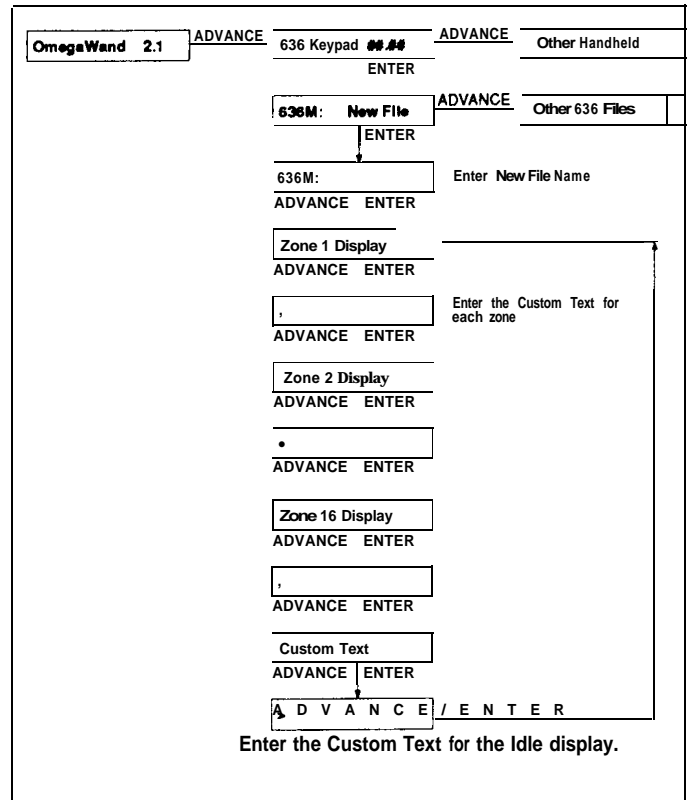 OmegaWand 2.1
ADVANCE
636 Keypad ##.##
ADVANCE
Other Handheld
ENTER
636M: New File
ADVANCE
Other 636 Files
ENTER
636M:
Enter New File Name
ADVANCE ENTER
Zone 1 Display
ADVANCE ENTER
,
Enter the Custom Text for
each zone
ADVANCE ENTER
Zone 2 Display
ADVANCE ENTER
•
ADVANCE ENTER
Zone 16 Display
ADVANCE ENTER
,
ADVANCE ENTER
Custom Text
ADVANCE ENTER
ADVANCE/ENTER
Enter the Custom Text for the Idle display.